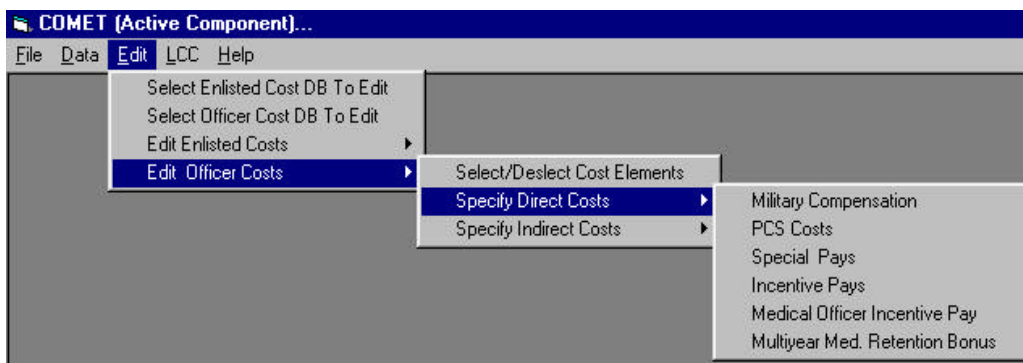 COMET (Active Component)...
File Data Edit LCC Help
Select Enlisted Cost DB To Edit
Select Officer Cost DB To Edit
Edit Enlisted Costs
Edit Officer Costs
Select/Deslect Cost Elements
Specify Direct Costs
Specify Indirect Costs
Military Compensation
PCS Costs
Special Pays
Incentive Pays
Medical Officer Incentive Pay
Multiyear Med. Retention Bonus